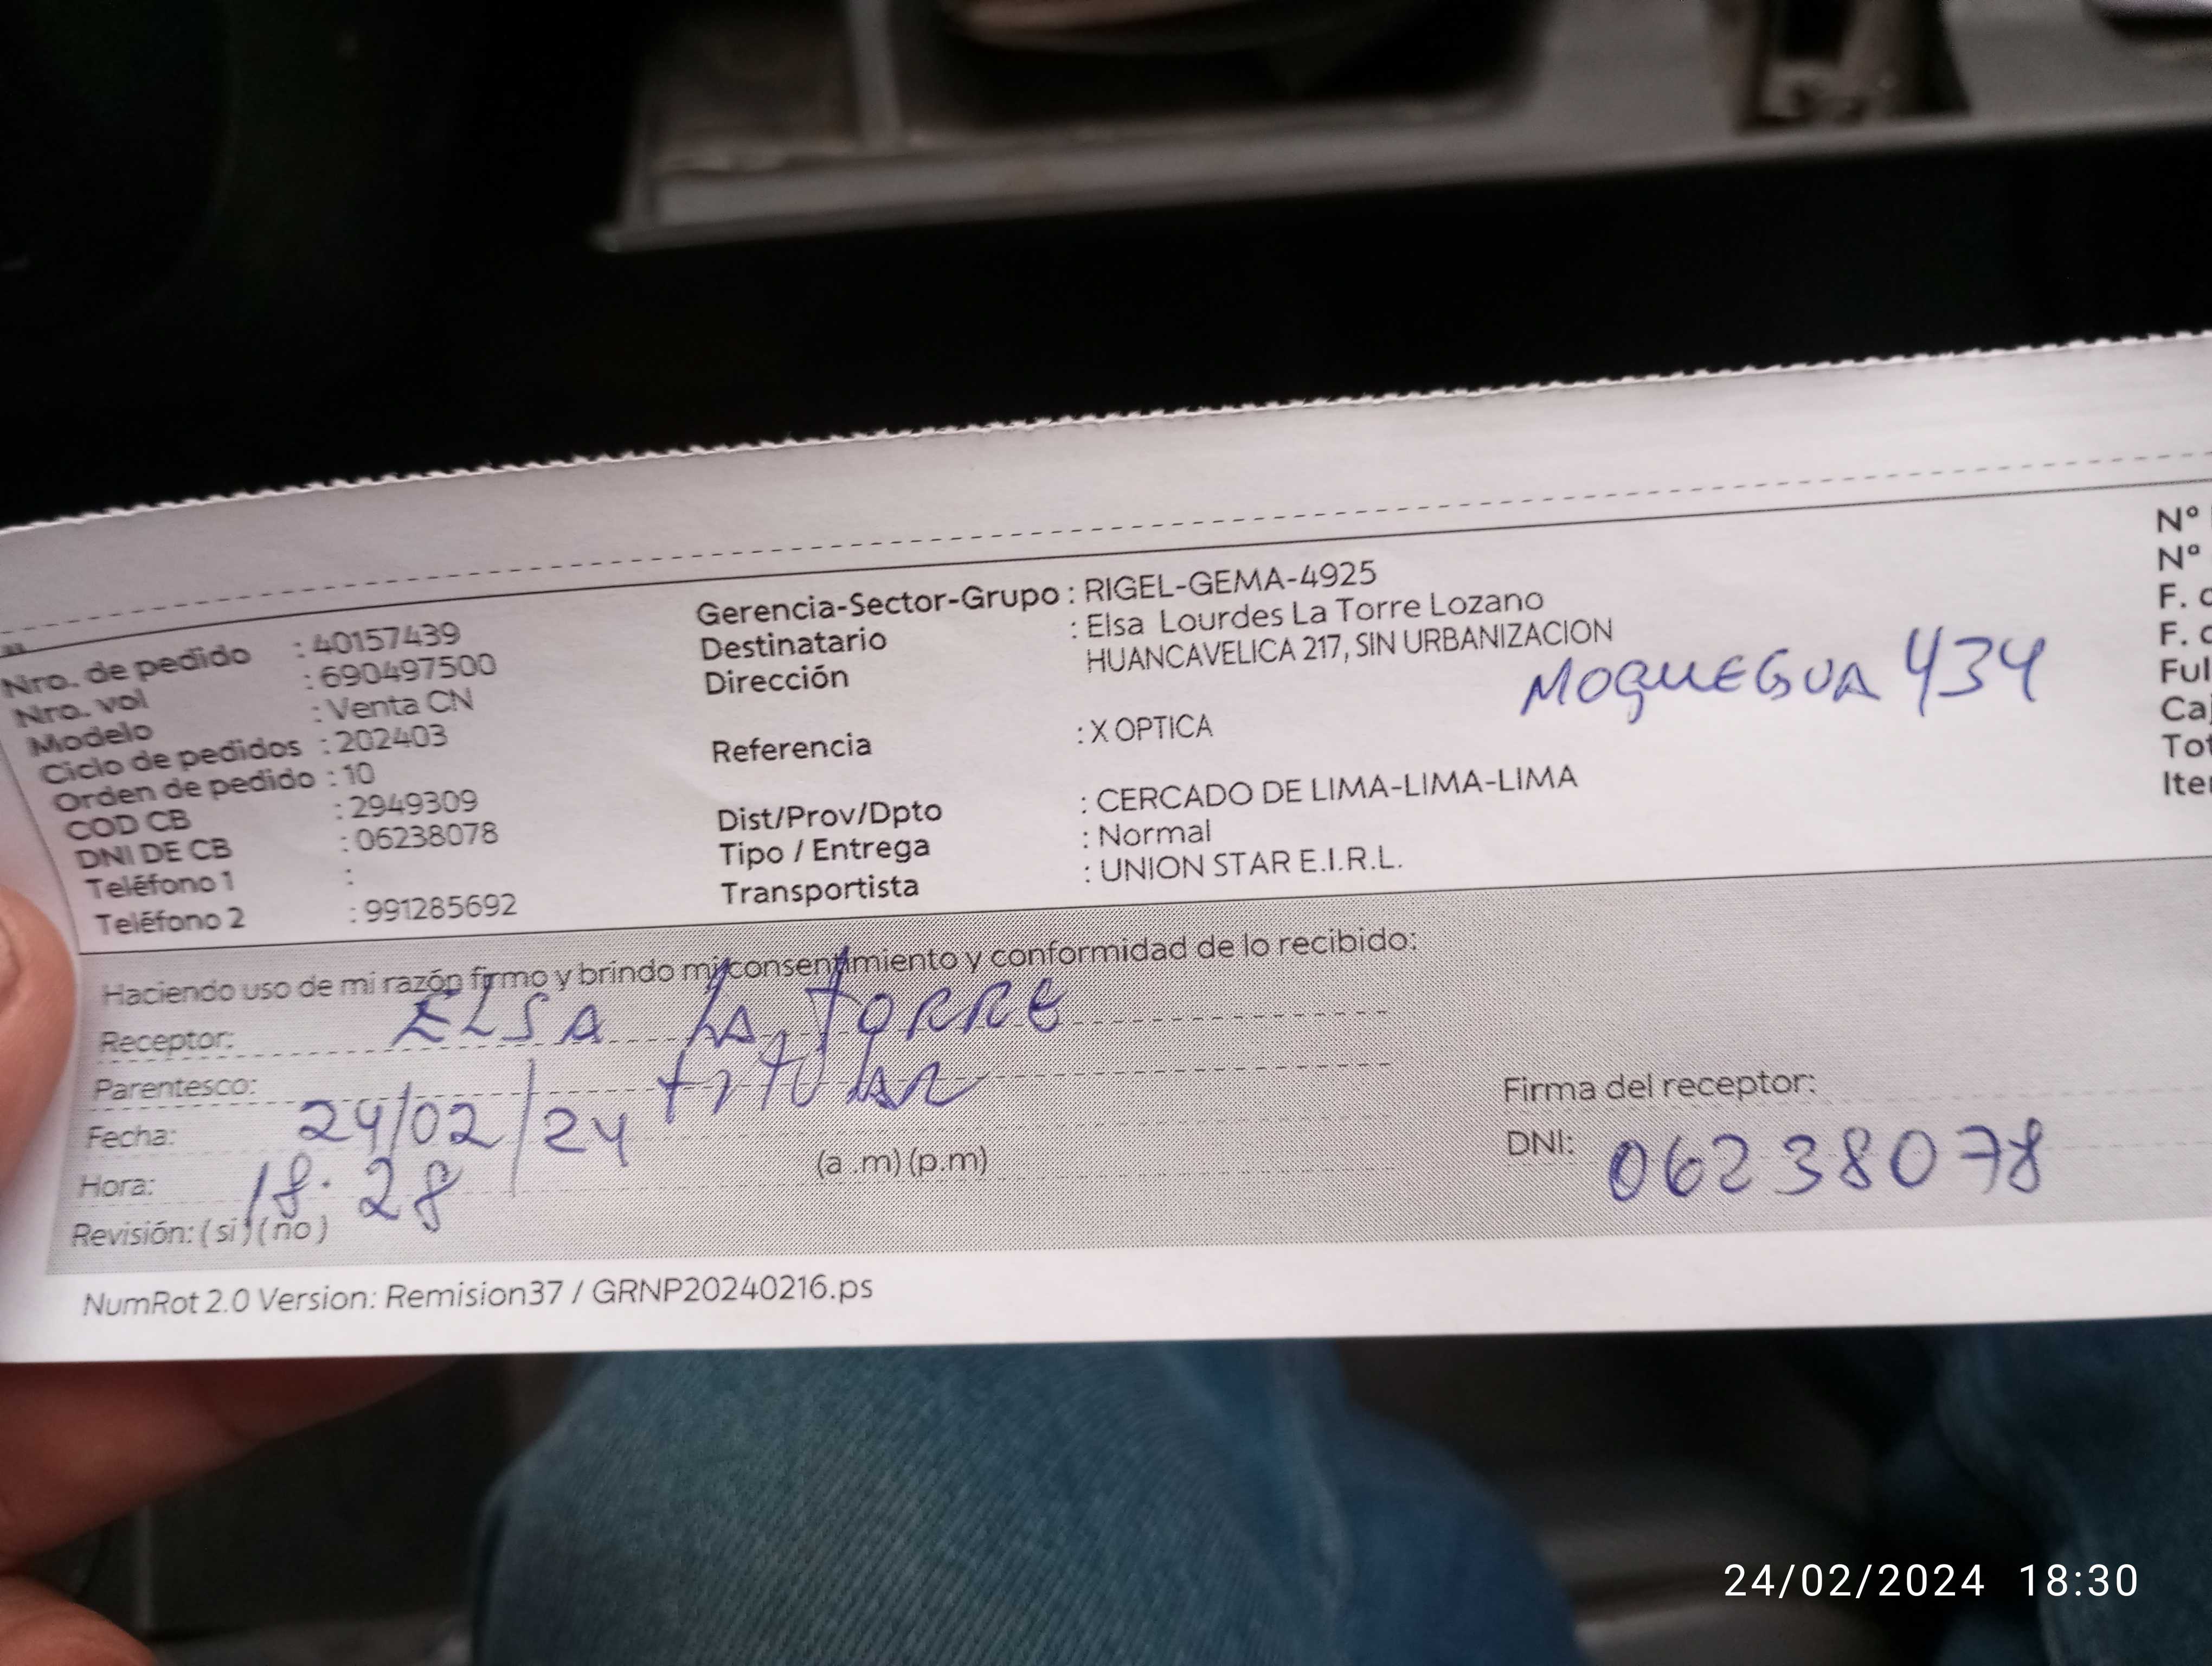 Nro. de pedido : 40157439
Nro. vol : 690497500
Modelo : Venta CN
Ciclo de pedidos : 202403
Orden de pedido : 10
COD CB : 2949309
DNI DE CB : 06238078
Teléfono 1 :
Teléfono 2 : 991285692
Gerencia-Sector-Grupo : RIGEL-GEMA-4925
Destinatario : Elsa Lourdes La Torre Lozano
Dirección HUANCAVELICA 217, SIN URBANIZACION
MOQUEGUA 434
Referencia : X OPTICA
Dist/Prov/Dpto : CERCADO DE LIMA-LIMA-LIMA
Tipo / Entrega : Normal
Transportista : UNION STAR E.I.R.L.
Nº
Nº
F.
F.
Haciendo uso de mi razón firmo y brindo mi consentimiento y conformidad de lo recibido:
Receptor: ELSA LA TORRE
Parentesco: titular
Fecha: 24/02/24
Hora: 18:28 (a .m) (p.m)
Revisión: ( si ) ( no )
Firma del receptor:
DNI: 06238078
NumRot 2.0 Version: Remision37 / GRNP20240216.ps
24/02/2024 18:30